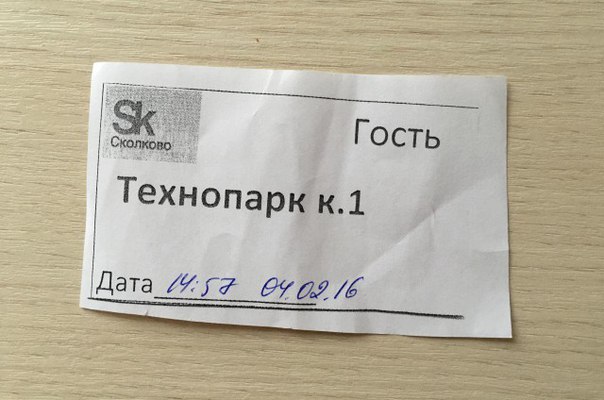 Sk
Сколково
Гость
Технопарк к.1
Дата 14:57 04.02.16